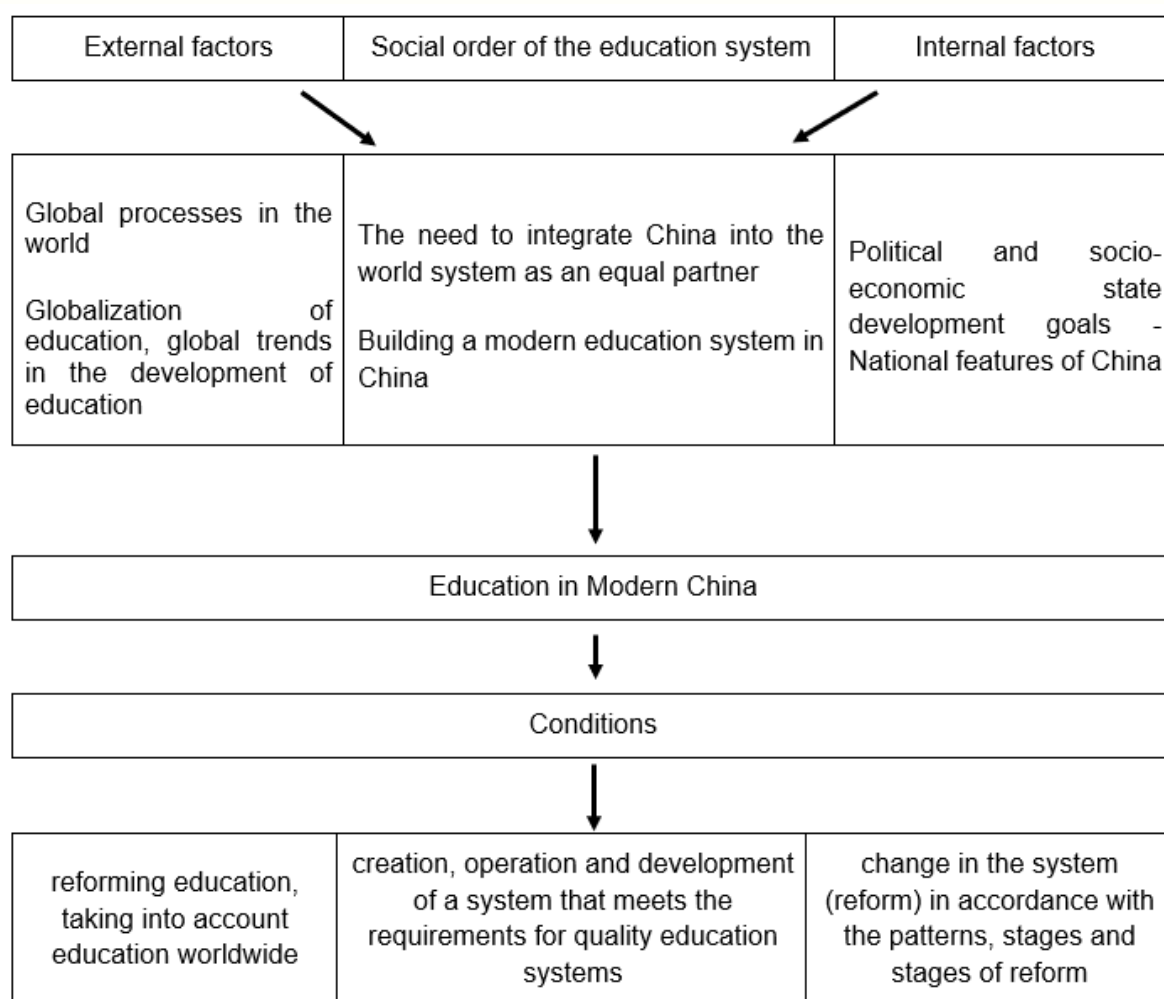 External factors
Social order of the education system
Internal factors
Global processes in the
world
Globalization of
education, global trends
in the development of
education
The need to integrate China into the
world system as an equal partner
Building a modern education system in
China
Political and socio-
economic state
development goals -
National features of China
Education in Modern China
Conditions
reforming education,
taking into account
education worldwide
creation, operation and development
of a system that meets the
requirements for quality education
systems
change in the system
(reform) in accordance with
the patterns, stages and
stages of reform